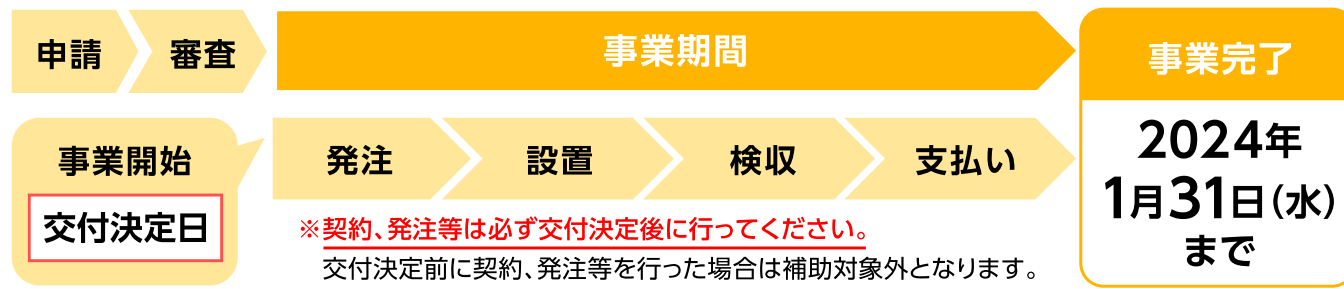 申請
審査
事業期間
事業完了
事業開始
交付決定日
発注
設置
検収
支払い
※契約、発注等は必ず交付決定後に行ってください。
交付決定前に契約、発注等を行った場合は補助対象外となります。
2024年
1月31日(水)
まで